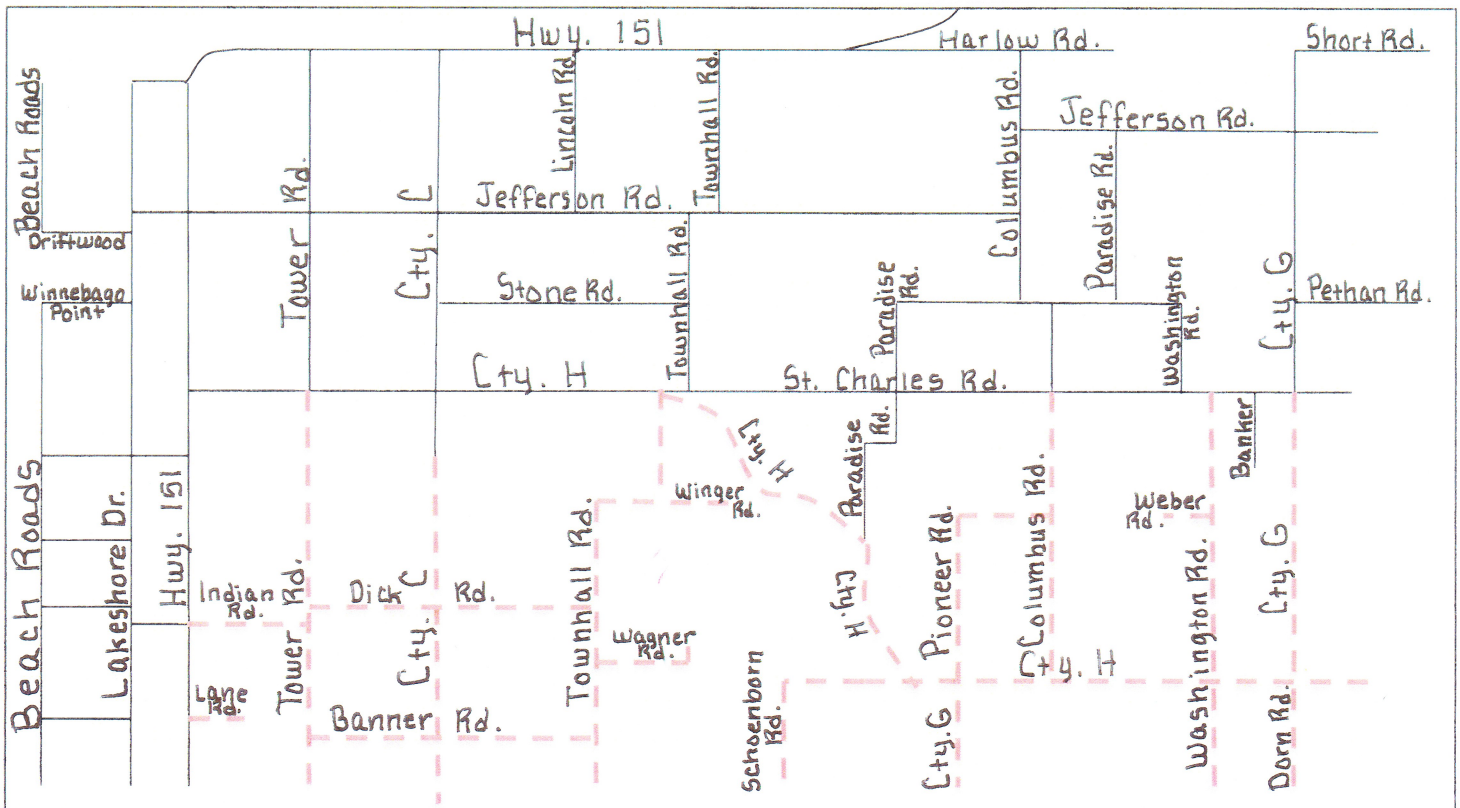 Hwy. 151
Harlow Rd.
Short Rd.
Beach Roads
Lincoln Rd.
Townhall Rd.
Columbus Rd.
Jefferson Rd.
Paradise Rd.
Tower Rd.
Cty. C
Jefferson Rd.
Driftwood
Winnebago
Point
Stone Rd.
Townhall Rd.
Paradise
Rd.
Washington
Rd.
Cty. G
Pethan Rd.
Cty. H
St. Charles Rd.
Paradise
Rd.
Banker
Cty.
H
Beach Roads
Lakeshore Dr.
Hwy. 151
Winger
Rd.
Weber
Rd.
Indian
Rd.
Tower Rd.
Dick Rd.
Cty. C
Townhall Rd.
Wagner
Rd.
Cty. H
Pioneer Rd.
Columbus Rd.
Washington Rd.
Cty. G
Cty. H
Lane
Rd.
Banner Rd.
Schoenborn
Rd.
Cty. G
Dorn Rd.